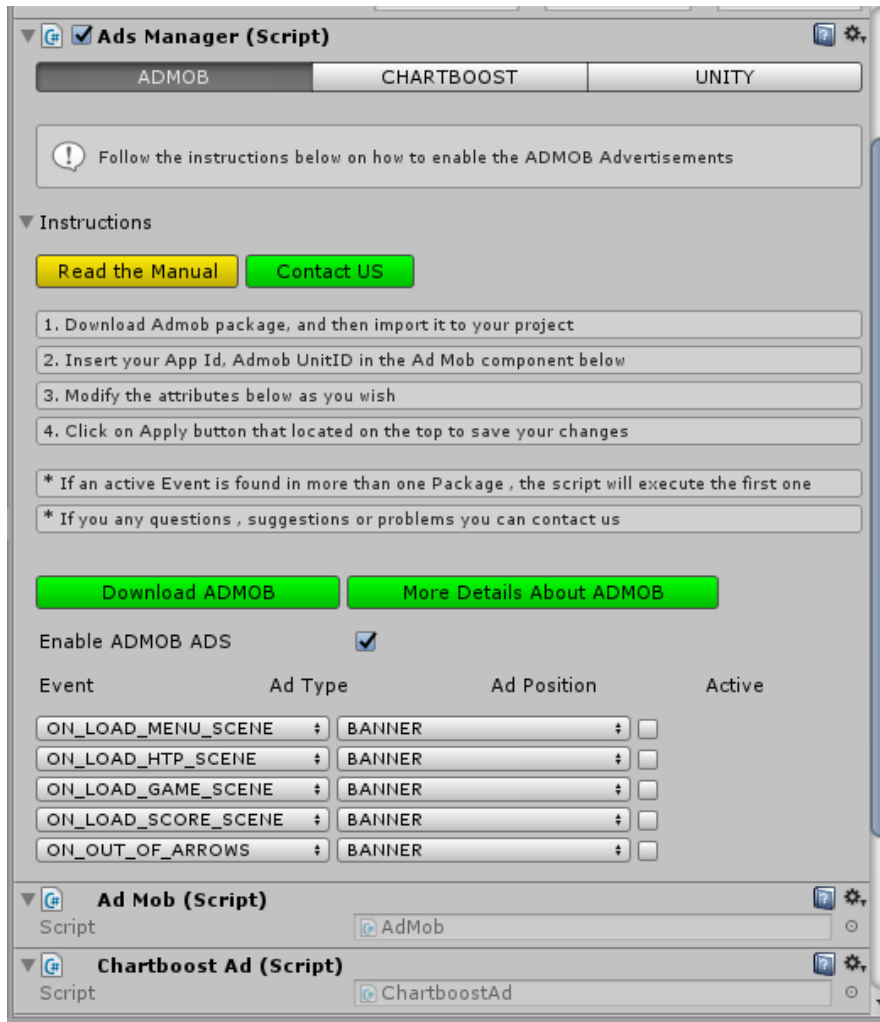 Ads Manager (Script)
ADMOB CHARTBOOST UNITY
Follow the instructions below on how to enable the ADMOB Advertisements
Instructions
Read the Manual Contact US
1. Download Admob package, and then import it to your project
2. Insert your App Id, Admob UnitID in the Ad Mob component below
3. Modify the attributes below as you wish
4. Click on Apply button that located on the top to save your changes
* If an active Event is found in more than one Package , the script will execute the first one
* If you any questions , suggestions or problems you can contact us
Download ADMOB More Details About ADMOB
Enable ADMOB ADS
Event Ad Type Ad Position Active
ON_LOAD_MENU_SCENE BANNER
ON_LOAD_HTP_SCENE BANNER
ON_LOAD_GAME_SCENE BANNER
ON_LOAD_SCORE_SCENE BANNER
ON_OUT_OF_ARROWS BANNER
Ad Mob (Script)
Script AdMob
Chartboost Ad (Script)
Script ChartboostAd